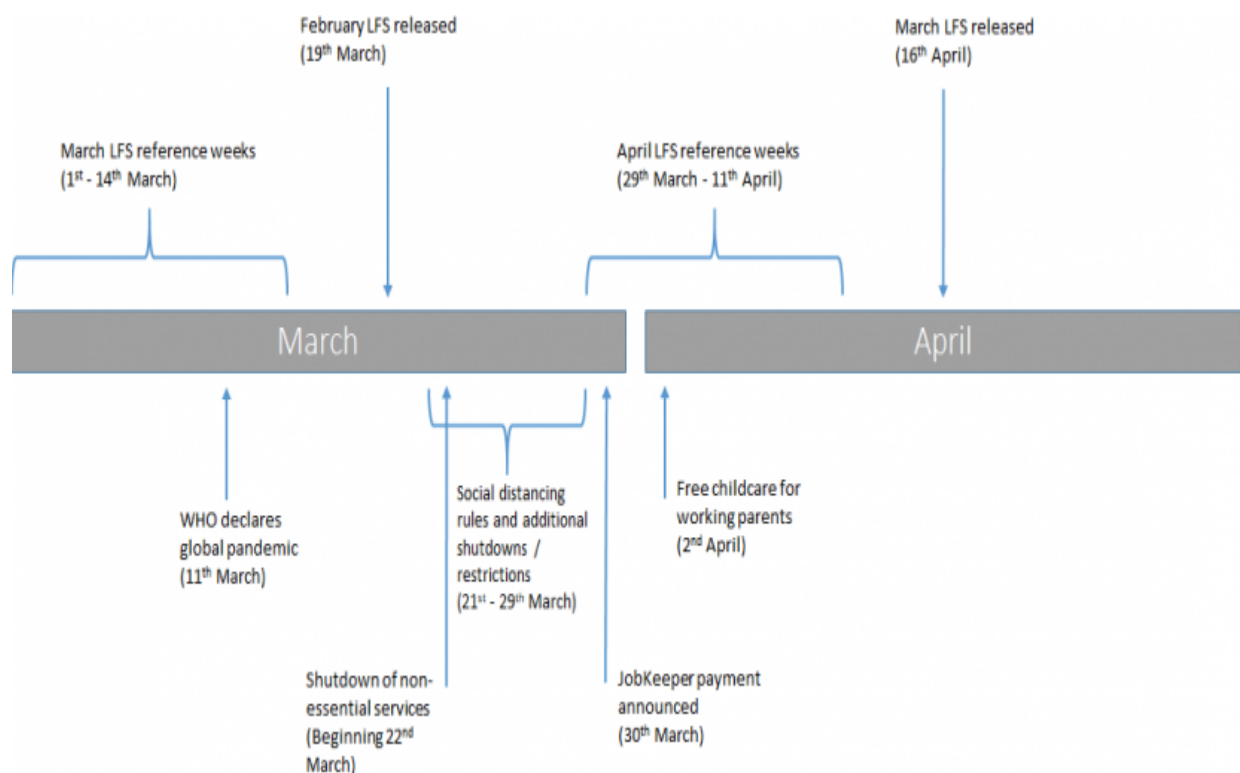 February LFS released
(19th March)
March LFS released
(16th April)
March LFS reference weeks
(1st - 14th March)
April LFS reference weeks
(29th March - 11th April)
March
April
WHO declares
global pandemic
(11th March)
Social distancing
rules and additional
shutdowns /
restrictions
(21st - 29th March)
Free childcare for
working parents
(2nd April)
Shutdown of non-
essential services
(Beginning 22nd
March)
JobKeeper payment
announced
(30th March)